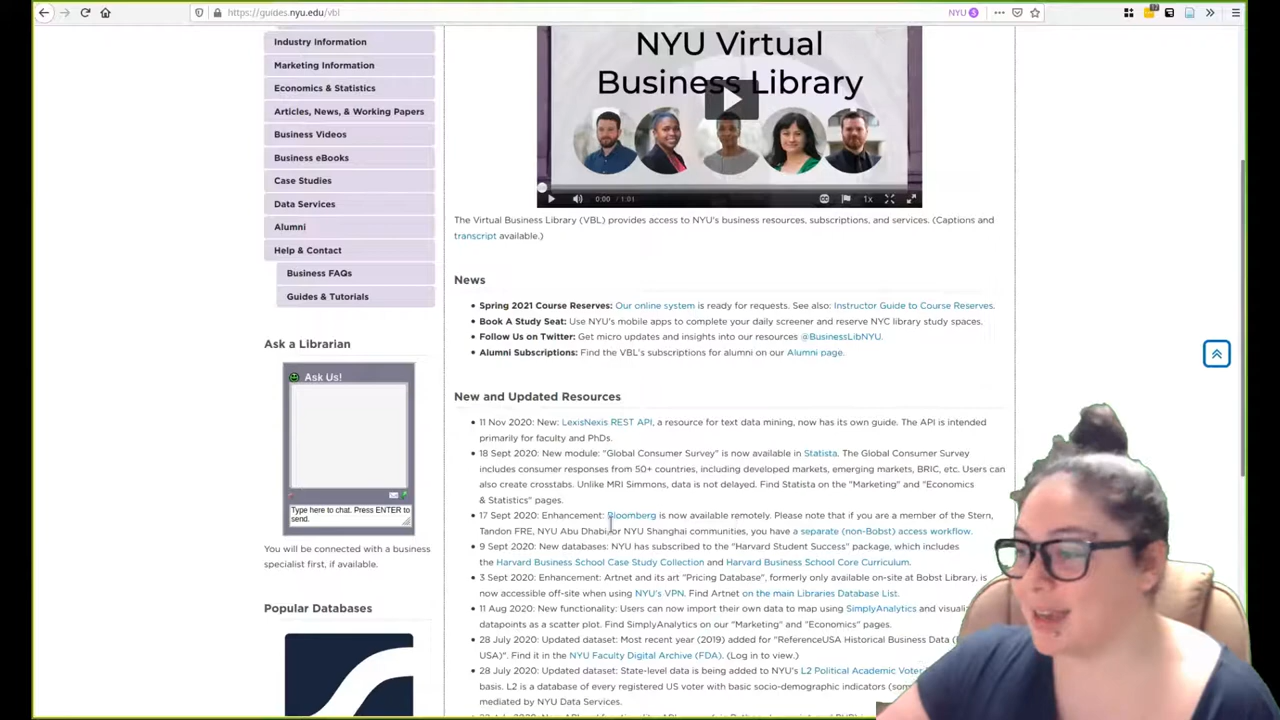 https://guides.nyu.edu/vbl
NYU
12
Industry Information
Marketing Information
Economics & Statistics
Articles, News, & Working Papers
Business Videos
Business eBooks
Case Studies
Data Services
Alumni
Help & Contact
Business FAQs
Guides & Tutorials
Ask a Librarian
Ask Us!
Type here to chat. Press ENTER to
send.
You will be connected with a business
specialist first, if available.
Popular Databases
NYU Virtual
Business Library
0:00 / 1:01
1x
The Virtual Business Library (VBL) provides access to NYU's business resources, subscriptions, and services. (Captions and
transcript available.)
News
• Spring 2021 Course Reserves: Our online system is ready for requests. See also: Instructor Guide to Course Reserves.
• Book A Study Seat: Use NYU's mobile apps to complete your daily screener and reserve NYC library study spaces.
• Follow Us on Twitter: Get micro updates and insights into our resources @BusinessLibNYU.
• Alumni Subscriptions: Find the VBL's subscriptions for alumni on our Alumni page.
New and Updated Resources
• 11 Nov 2020: New: LexisNexis REST API, a resource for text data mining, now has its own guide. The API is intended
primarily for faculty and PhDs.
• 18 Sept 2020: New module: "Global Consumer Survey" is now available in Statista. The Global Consumer Survey
includes consumer responses from 50+ countries, including developed markets, emerging markets, BRIC, etc. Users can
also create crosstabs. Unlike MRI Simmons, data is not delayed. Find Statista on the "Marketing" and "Economics
& Statistics" pages.
• 17 Sept 2020: Enhancement: Bloomberg is now available remotely. Please note that if you are a member of the Stern,
Tandon FRE, NYU Abu Dhabi, or NYU Shanghai communities, you have a separate (non-Bobst) access workflow.
• 9 Sept 2020: New databases: NYU has subscribed to the "Harvard Student Success" package, which includes
the Harvard Business School Case Study Collection and Harvard Business School Core Curriculum.
• 3 Sept 2020: Enhancement: Artnet and its art "Pricing Database", formerly only available on-site at Bobst Library, is
now accessible off-site when using NYU's VPN. Find Artnet on the main Libraries Database List.
• 11 Aug 2020: New functionality: Users can now import their own data to map using SimplyAnalytics and
datapoints as a scatter plot. Find SimplyAnalytics on our "Marketing" and "Economics" pages.
• 28 July 2020: Updated dataset: Most recent year (2019) added for "ReferenceUSA Historical Business Data
USA)". Find it in the NYU Faculty Digital Archive (FDA). (Log in to view.)
• 28 July 2020: Updated dataset: State-level data is being added to NYU's L2 Political Academic Voter
basis. L2 is a database of every registered US voter with basic socio-demographic indicators
mediated by NYU Data Services.